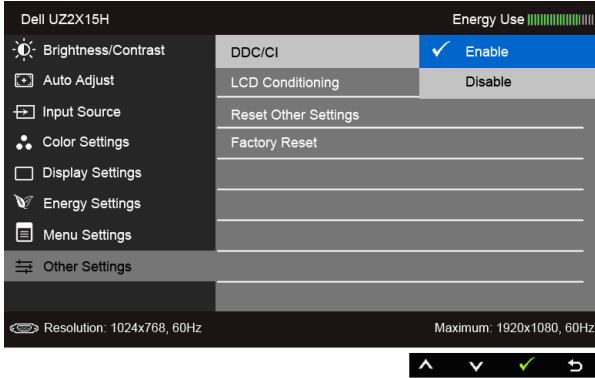 Dell UZ2X15H Energy Use
Brightness/Contrast DDC/CI Enable
Auto Adjust LCD Conditioning Disable
Input Source Reset Other Settings
Color Settings Factory Reset
Display Settings
Energy Settings
Menu Settings
Other Settings
Resolution: 1024x768, 60Hz Maximum: 1920x1080, 60Hz